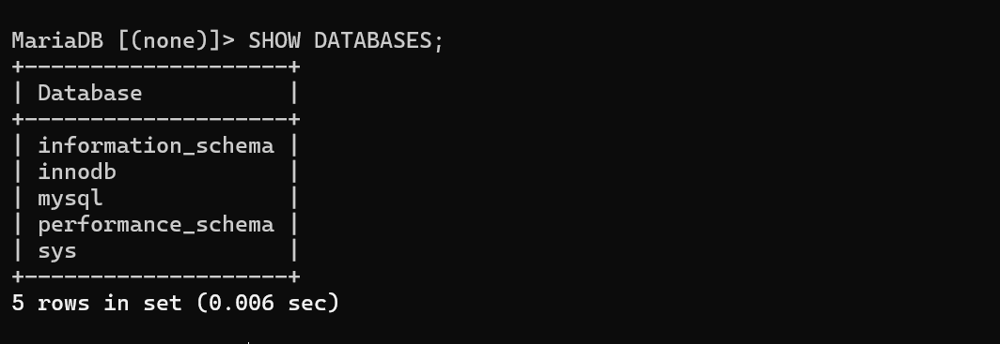 MariaDB [(none)]> SHOW DATABASES;
+--------------------+
| Database           |
+--------------------+
| information_schema |
| innodb             |
| mysql              |
| performance_schema |
| sys                |
+--------------------+
5 rows in set (0.006 sec)